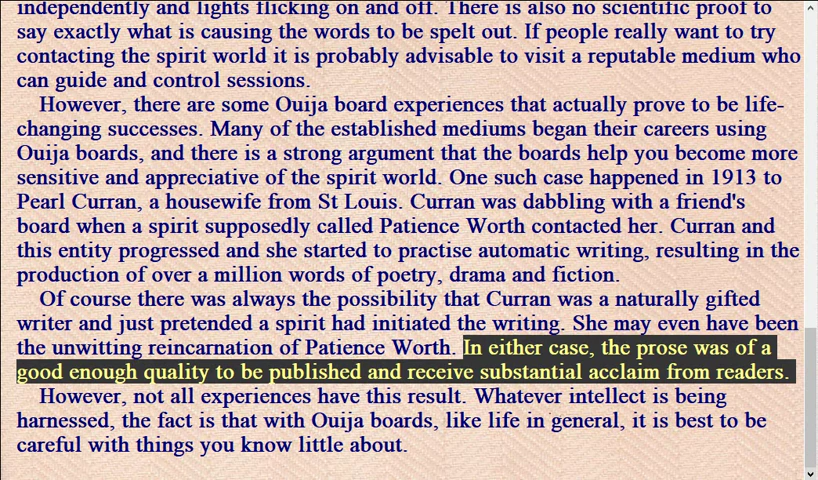 independently and lights flicking on and off. There is also no scientific proof to
say exactly what is causing the words to be spelt out. If people really want to try
contacting the spirit world it is probably advisable to visit a reputable medium who
can guide and control sessions.
However, there are some Ouija board experiences that actually prove to be life-
changing successes. Many of the established mediums began their careers using
Ouija boards, and there is a strong argument that the boards help you become more
sensitive and appreciative of the spirit world. One such case happened in 1913 to
Pearl Curran, a housewife from St Louis. Curran was dabbling with a friend's
board when a spirit supposedly called Patience Worth contacted her. Curran and
this entity progressed and she started to practise automatic writing, resulting in the
production of over a million words of poetry, drama and fiction.
Of course there was always the possibility that Curran was a naturally gifted
writer and just pretended a spirit had initiated the writing. She may even have been
the unwitting reincarnation of Patience Worth. In either case, the prose was of a
good enough quality to be published and receive substantial acclaim from readers.
However, not all experiences have this result. Whatever intellect is being
harnessed, the fact is that with Ouija boards, like life in general, it is best to be
careful with things you know little about.